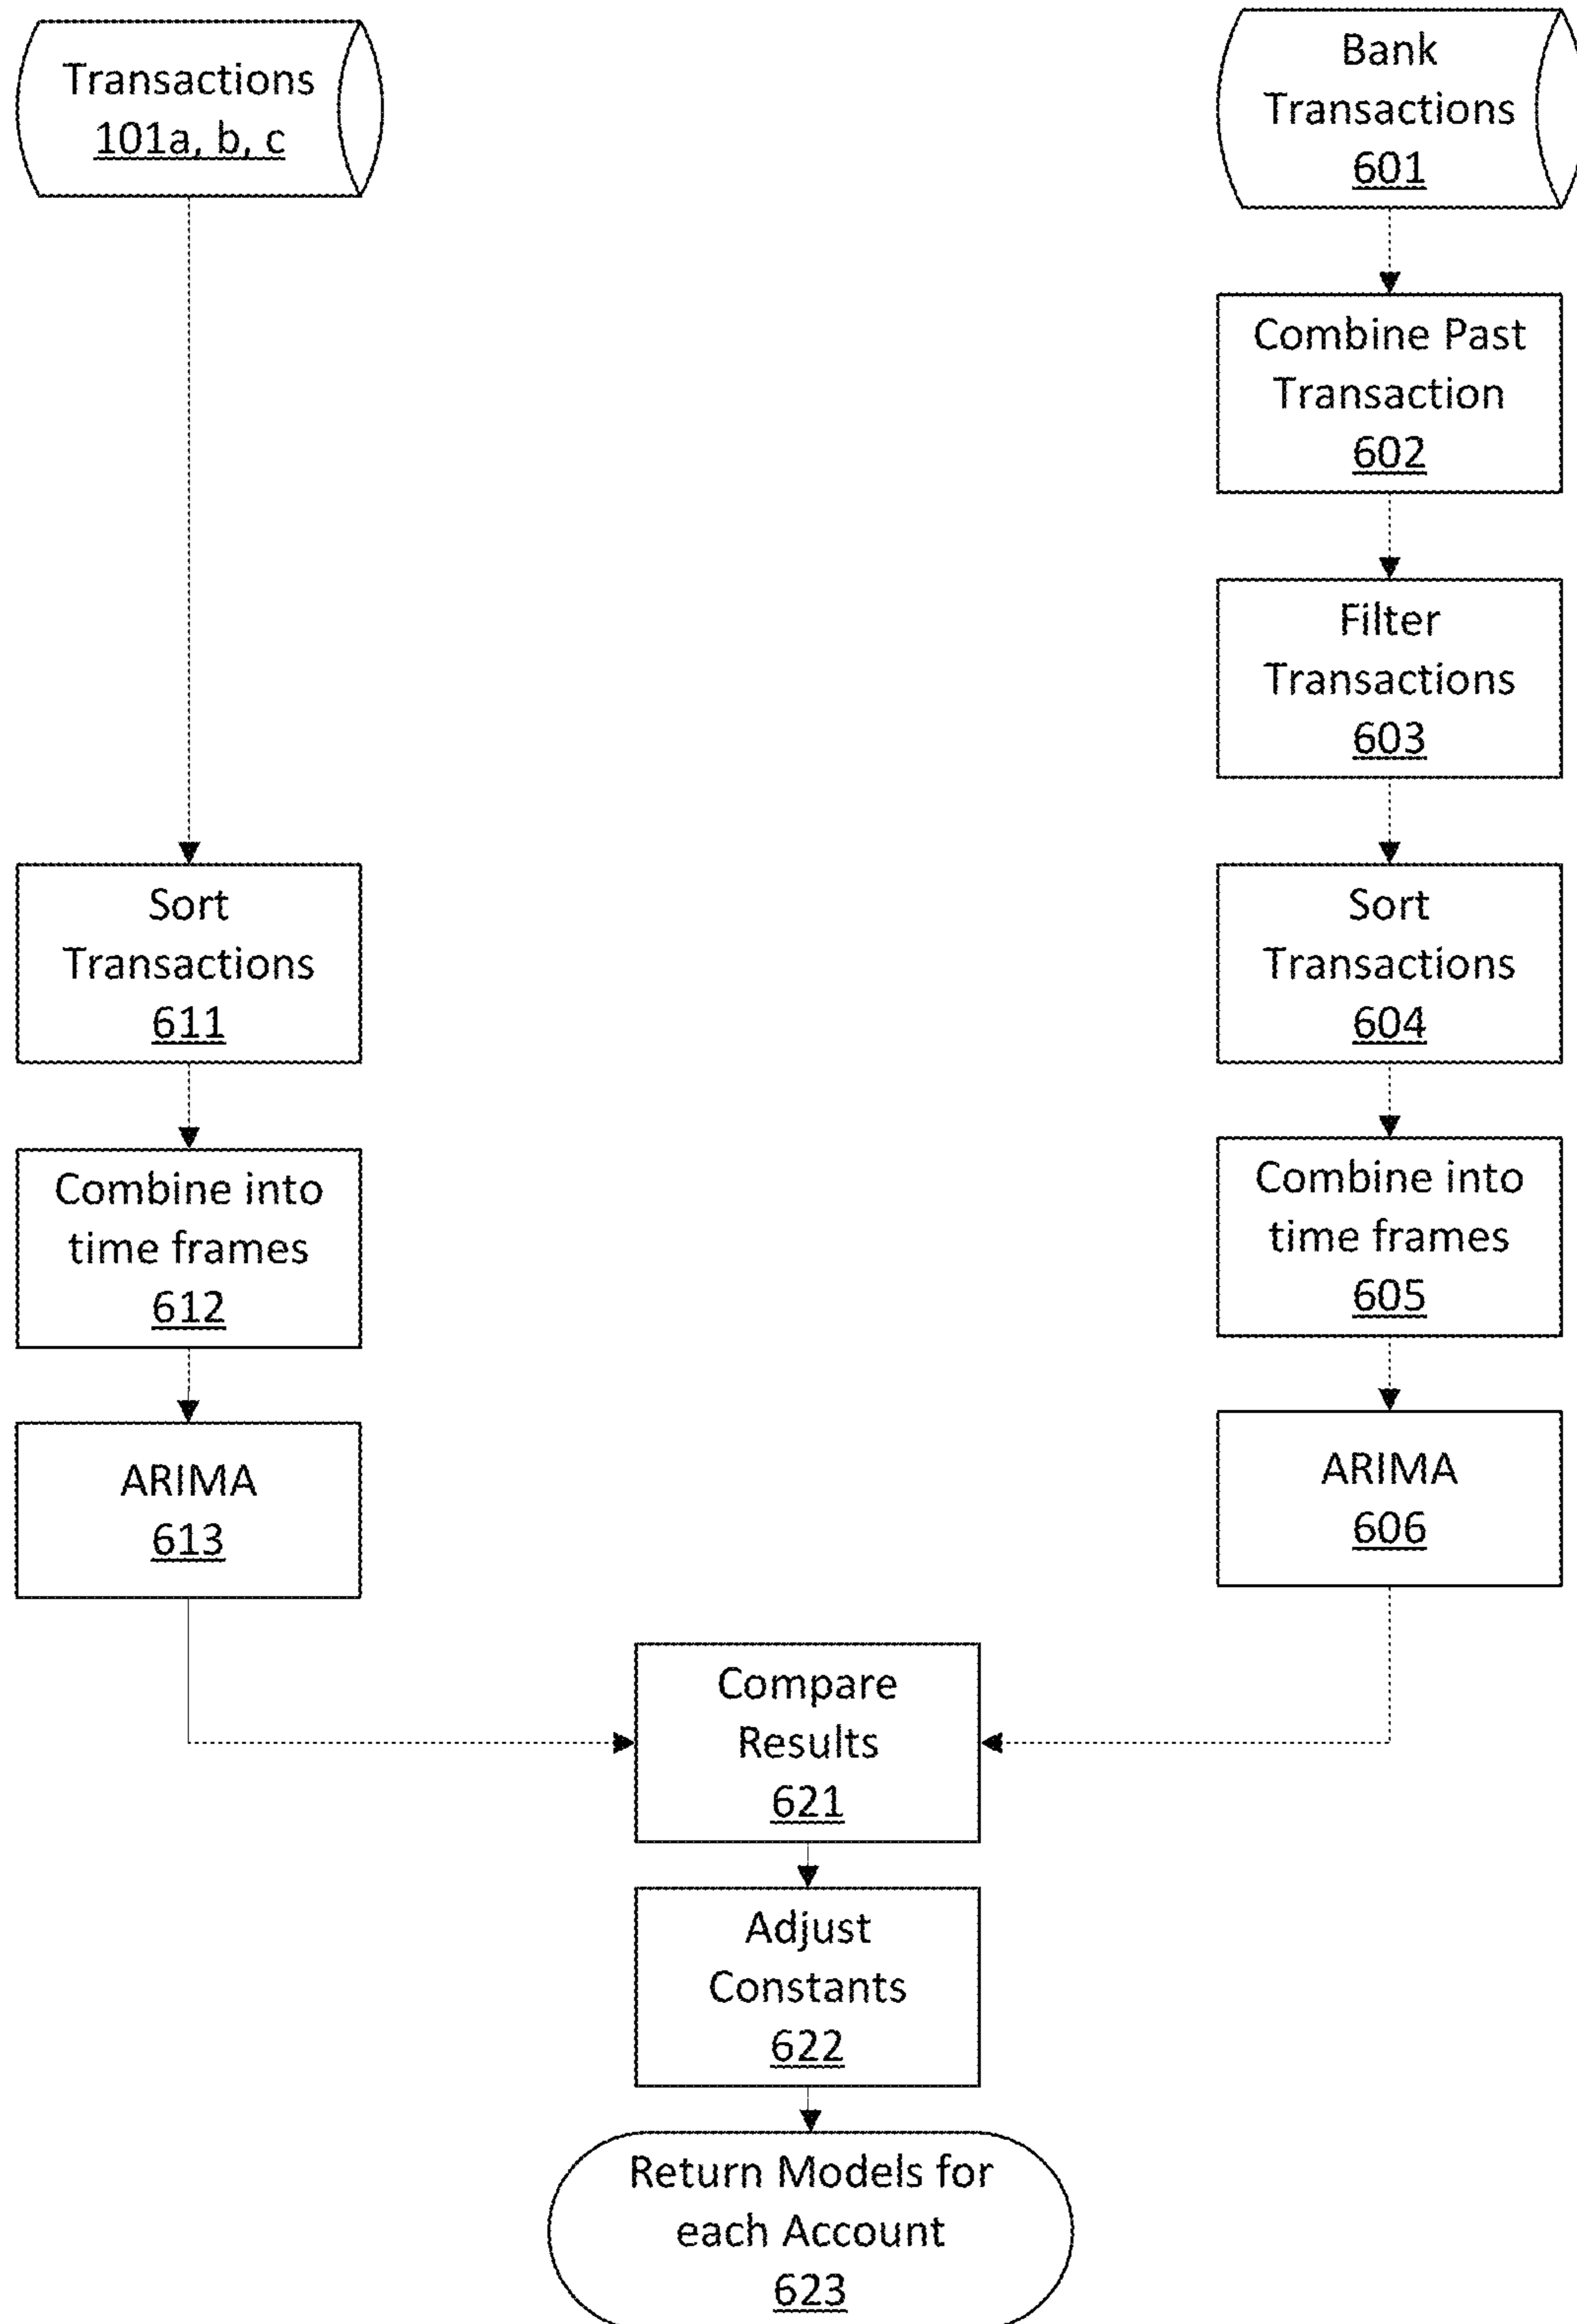 Transactions
101a, b, c
Bank
Transactions
601
Combine Past
Transaction
602
Filter
Transactions
603
Sort
Transactions
611
Sort
Transactions
604
Combine into
time frames
612
Combine into
time frames
605
ARIMA
613
ARIMA
606
Compare
Results
621
Adjust
Constants
622
Return Models for
each Account
623